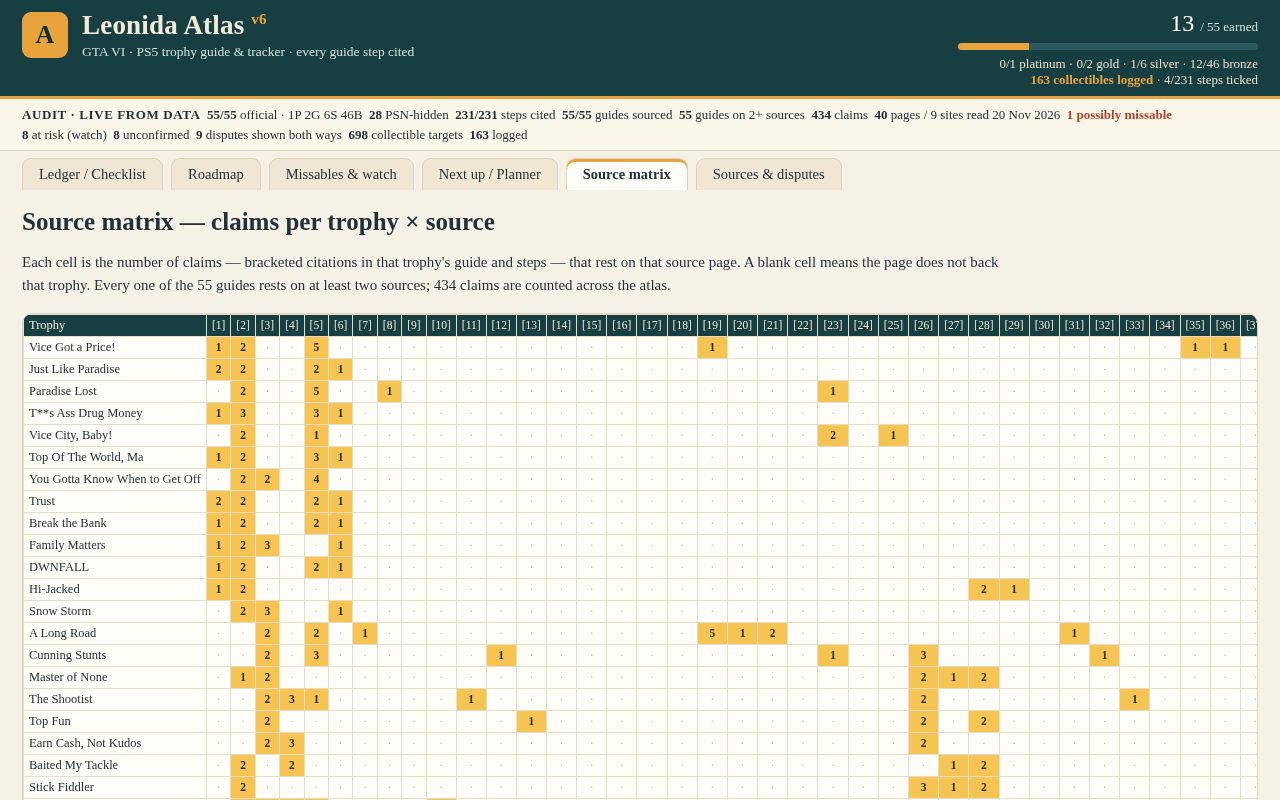 A
Leonida Atlas v6
GTA VI · PS5 trophy guide & tracker · every guide step cited
13 / 55 earned
0/1 platinum · 0/2 gold · 1/6 silver · 12/46 bronze
163 collectibles logged · 4/231 steps ticked
AUDIT · LIVE FROM DATA 55/55 official · 1P 2G 6S 46B 28 PSN-hidden 231/231 steps cited 55/55 guides sourced 55 guides on 2+ sources 434 claims 40 pages / 9 sites read 20 Nov 2026 1 possibly missable
8 at risk (watch) 8 unconfirmed 9 disputes shown both ways 698 collectible targets 163 logged
Ledger / Checklist Roadmap Missables & watch Next up / Planner Source matrix Sources & disputes
Source matrix — claims per trophy × source
Each cell is the number of claims — bracketed citations in that trophy's guide and steps — that rest on that source page. A blank cell means the page does not back
that trophy. Every one of the 55 guides rests on at least two sources; 434 claims are counted across the atlas.
Trophy [1] [2] [3] [4] [5] [6] [7] [8] [9] [10] [11] [12] [13] [14] [15] [16] [17] [18] [19] [20] [21] [22] [23] [24] [25] [26] [27] [28] [29] [30] [31] [32] [33] [34] [35] [36]
Vice Got a Price! 1 2 · · 5 · · · · · · · · · · · · · 1 · · · · · · · · · · · · · · · 1 1 ·
Just Like Paradise 2 2 · · 2 1 · · · · · · · · · · · · · · · · · · · · · · · · · · · · · · ·
Paradise Lost · 2 · · 5 · · 1 · · · · · · · · · · · · · · 1 · · · · · · · · · · · · · ·
T**s Ass Drug Money 1 3 · · 3 1 · · · · · · · · · · · · · · · · · · · · · · · · · · · · · · ·
Vice City, Baby! · 2 · · 1 · · · · · · · · · · · · · · · · · 2 · 1 · · · · · · · · · · · ·
Top Of The World, Ma 1 2 · · 3 1 · · · · · · · · · · · · · · · · · · · · · · · · · · · · · · ·
You Gotta Know When to Get Off · 2 2 · 4 · · · · · · · · · · · · · · · · · · · · · · · · · · · · · · · ·
Trust 2 2 · · 2 1 · · · · · · · · · · · · · · · · · · · · · · · · · · · · · · ·
Break the Bank 1 2 · · 2 1 · · · · · · · · · · · · · · · · · · · · · · · · · · · · · · ·
Family Matters 1 2 3 · · 1 · · · · · · · · · · · · · · · · · · · · · · · · · · · · · · ·
DWNFALL 1 2 · · 2 1 · · · · · · · · · · · · · · · · · · · · · · · · · · · · · · ·
Hi-Jacked 1 2 · · · · · · · · · · · · · · · · · · · · · · · · · 2 1 · · · · · · · ·
Snow Storm · 2 3 · · 1 · · · · · · · · · · · · · · · · · · · · · · · · · · · · · · ·
A Long Road · · 2 · 2 · 1 · · · · · · · · · · · 5 1 2 · · · · · · · · · 1 · · · · · ·
Cunning Stunts · · 2 · 3 · · · · · · 1 · · · · · · · · · · 1 · · 3 · · · · · 1 · · · · ·
Master of None · 1 2 · · · · · · · · · · · · · · · · · · · · · · 2 1 2 · · · · · · · · ·
The Shootist · · 2 3 1 · · · · · 1 · · · · · · · · · · · · · · 2 · · · · · · 1 · · · ·
Top Fun · · 2 · · · · · · · · · 1 · · · · · · · · · · · · 2 · 2 · · · · · · · · ·
Earn Cash, Not Kudos · · 2 3 · · · · · · · · · · · · · · · · · · · · · 2 · · · · · · · · · · ·
Baited My Tackle · 2 · 2 · · · · · · · · · · · · · · · · · · · · · · 1 2 · · · · · · · · ·
Stick Fiddler · 2 · · · · · · · · · · · · · · · · · · · · · · · 3 1 2 · · · · · · · · ·